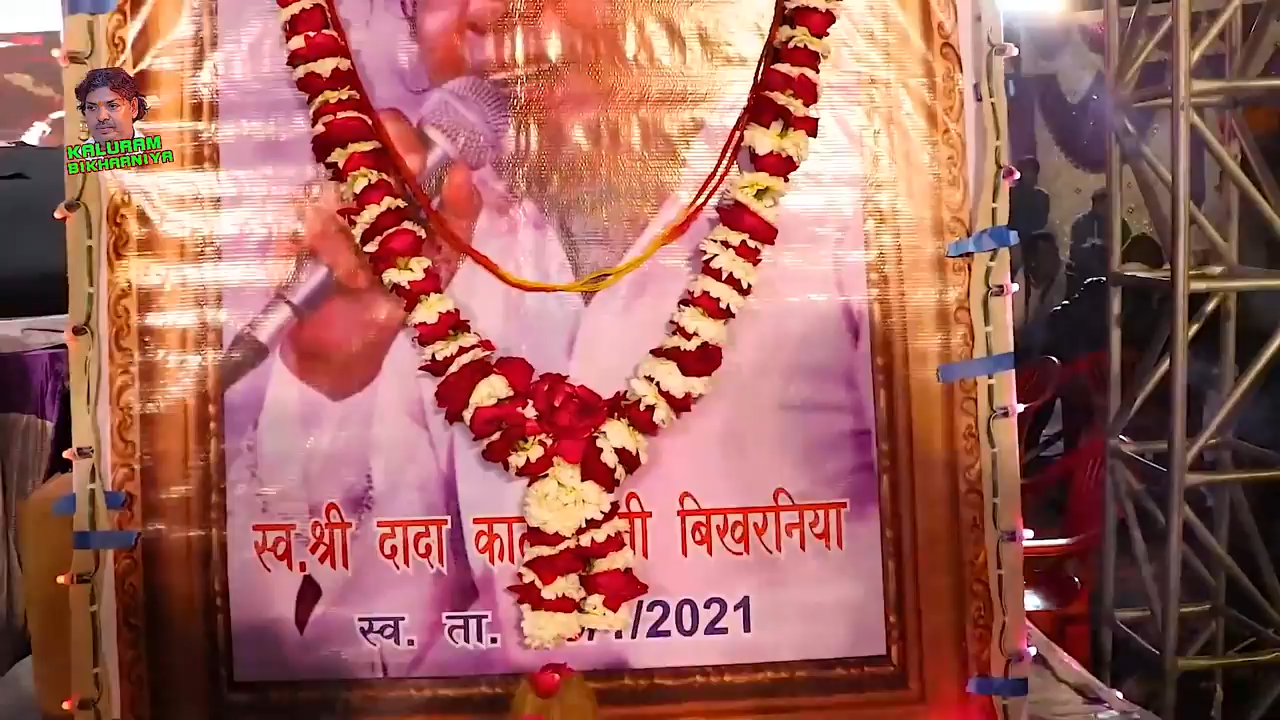 KALURAM
BIKHARNIYA
स्व.श्री दादा बिखरनिया
स्व. ता. /2021